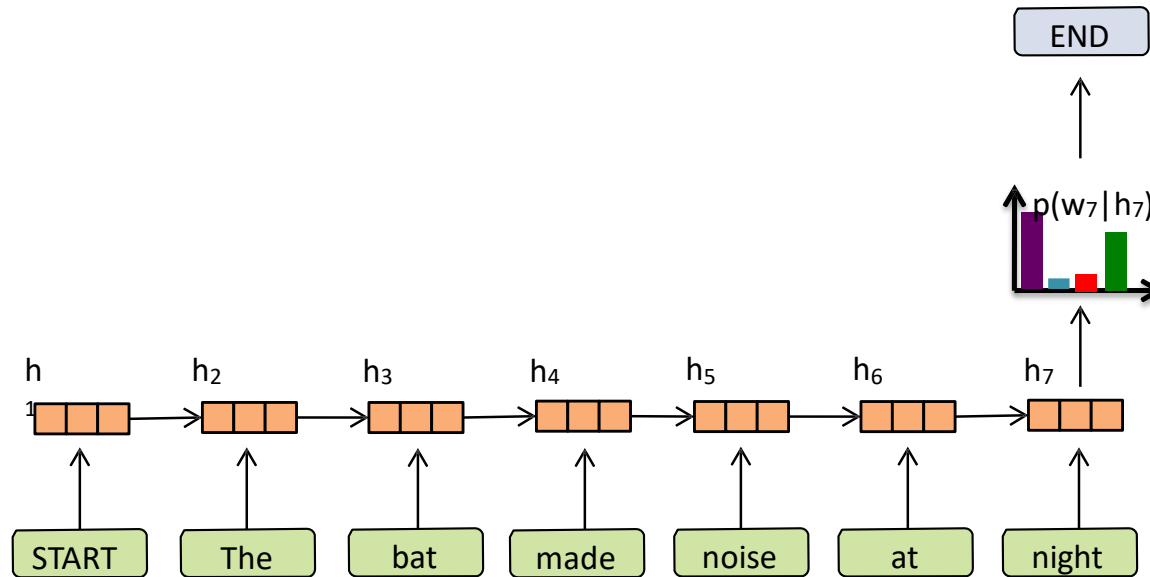 END
p(w₇|h₇)
h₁ h₂ h₃ h₄ h₅ h₆ h₇
START The bat made noise at night